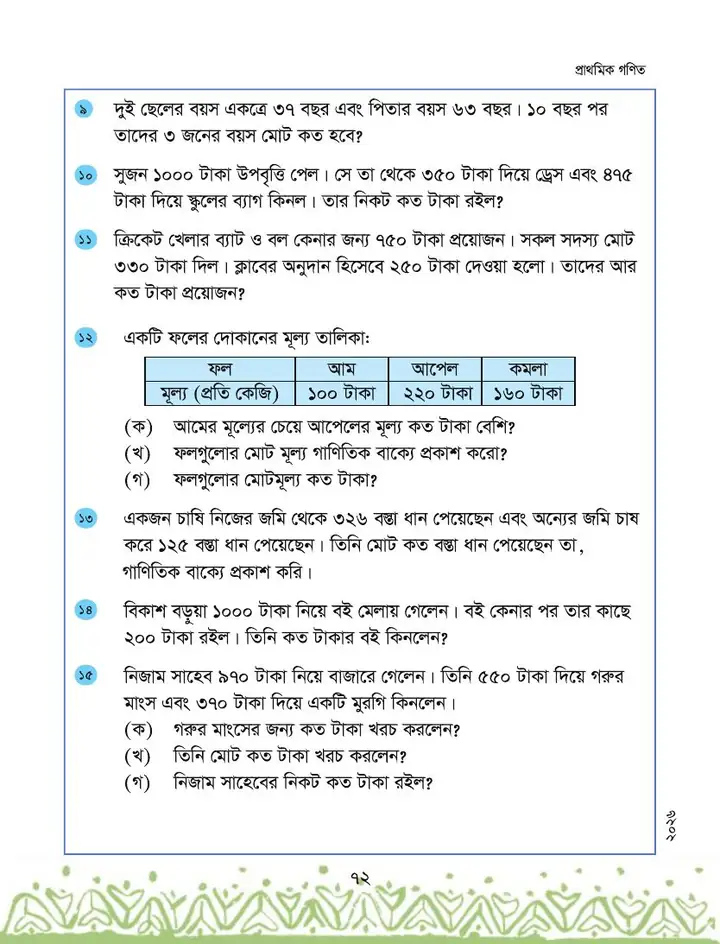 প্রাথমিক গণিত
৯ দুই ছেলের বয়স একত্রে ৩৭ বছর এবং পিতার বয়স ৬৩ বছর। ১০ বছর পর
তাদের ৩ জনের বয়স মোট কত হবে?
১০ সুজন ১০০০ টাকা উপবৃত্তি পেল। সে তা থেকে ৩৫০ টাকা দিয়ে ড্রেস এবং ৪৭৫
টাকা দিয়ে স্কুলের ব্যাগ কিনল। তার নিকট কত টাকা রইল?
১১ ক্রিকেট খেলার ব্যাট ও বল কেনার জন্য ৭৫০ টাকা প্রয়োজন। সকল সদস্য মোট
৩৩০ টাকা দিল। ক্লাবের অনুদান হিসেবে ২৫০ টাকা দেওয়া হলো। তাদের আর
কত টাকা প্রয়োজন?
১২ একটি ফলের দোকানের মূল্য তালিকা:
ফল আম আপেল কমলা
মূল্য (প্রতি কেজি) ১০০ টাকা ২২০ টাকা ১৬০ টাকা
(ক) আমের মূল্যের চেয়ে আপেলের মূল্য কত টাকা বেশি?
(খ) ফলগুলোর মোট মূল্য গাণিতিক বাক্যে প্রকাশ করো?
(গ) ফলগুলোর মোটমূল্য কত টাকা?
১৩ একজন চাষি নিজের জমি থেকে ৩২৬ বস্তা ধান পেয়েছেন এবং অন্যের জমি চাষ
করে ১২৫ বস্তা ধান পেয়েছেন। তিনি মোট কত বস্তা ধান পেয়েছেন তা,
গাণিতিক বাক্যে প্রকাশ করি।
১৪ বিকাশ বড়ুয়া ১০০০ টাকা নিয়ে বই মেলায় গেলেন। বই কেনার পর তার কাছে
২০০ টাকা রইল। তিনি কত টাকার বই কিনলেন?
১৫ নিজাম সাহেব ৯৭০ টাকা নিয়ে বাজারে গেলেন। তিনি ৫৫০ টাকা দিয়ে গরুর
মাংস এবং ৩৭০ টাকা দিয়ে একটি মুরগি কিনলেন।
(ক) গরুর মাংসের জন্য কত টাকা খরচ করলেন?
(খ) তিনি মোট কত টাকা খরচ করলেন?
(গ) নিজাম সাহেবের নিকট কত টাকা রইল?
২০২৬
৭২